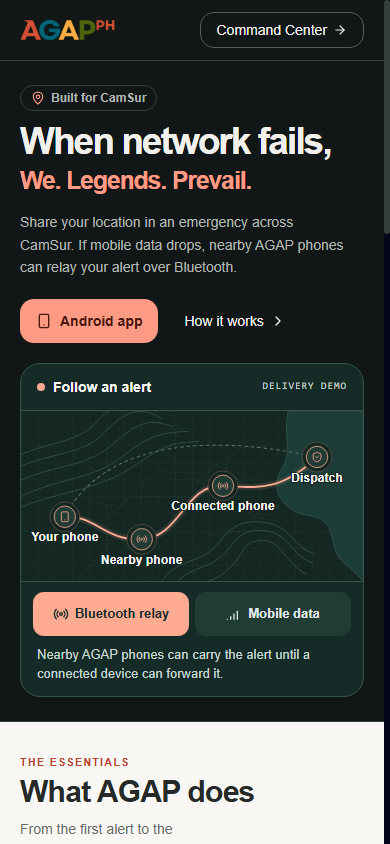 AGAPPH
Command Center
Built for CamSur
When network fails,
We. Legends. Prevail.
Share your location in an emergency across
CamSur. If mobile data drops, nearby AGAP phones
can relay your alert over Bluetooth.
Android app
How it works
Follow an alert
DELIVERY DEMO
Dispatch
Connected phone
Your phone
Nearby phone
Bluetooth relay
Mobile data
Nearby AGAP phones can carry the alert until a
connected device can forward it.
THE ESSENTIALS
What AGAP does
From the first alert to the